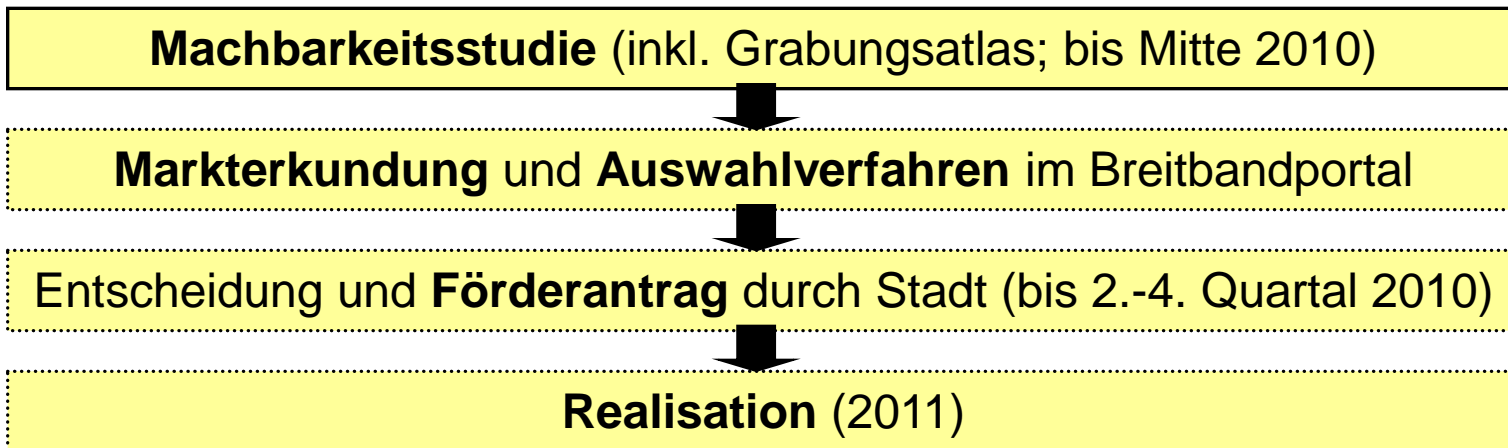 Machbarkeitsstudie (inkl. Grabungsatlas; bis Mitte 2010)
Markterkundung und Auswahlverfahren im Breitbandportal
Entscheidung und Förderantrag durch Stadt (bis 2.-4. Quartal 2010)
Realisation (2011)